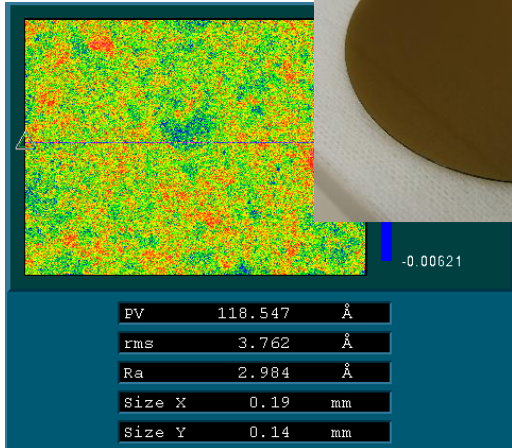 -0.00621
PV 118.547 Å
rms 3.762 Å
Ra 2.984 Å
Size X 0.19 mm
Size Y 0.14 mm